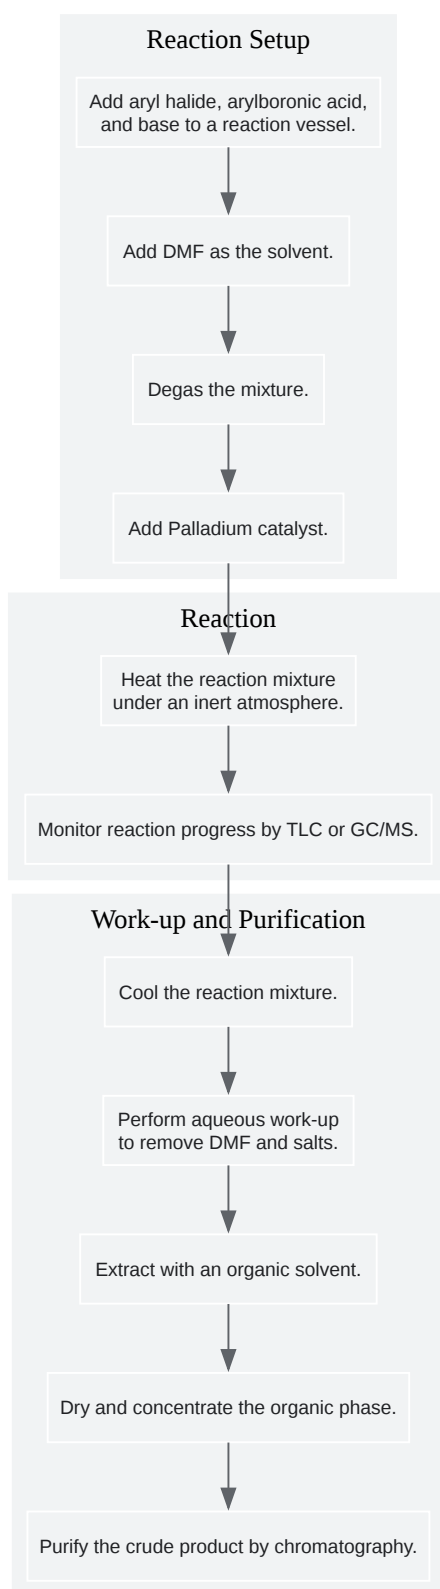 Reaction Setup
Add aryl halide, arylboronic acid,
and base to a reaction vessel.
Add DMF as the solvent.
Degas the mixture.
Add Palladium catalyst.
Reaction
Heat the reaction mixture
under an inert atmosphere.
Monitor reaction progress by TLC or GC/MS.
Work-up and Purification
Cool the reaction mixture.
Perform aqueous work-up
to remove DMF and salts.
Extract with an organic solvent.
Dry and concentrate the organic phase.
Purify the crude product by chromatography.